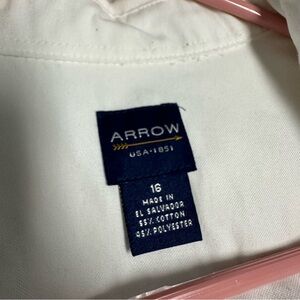 ARROW
USA-1851
16
MADE IN
EL SALVADOR
55% COTTON
45% POLYESTER